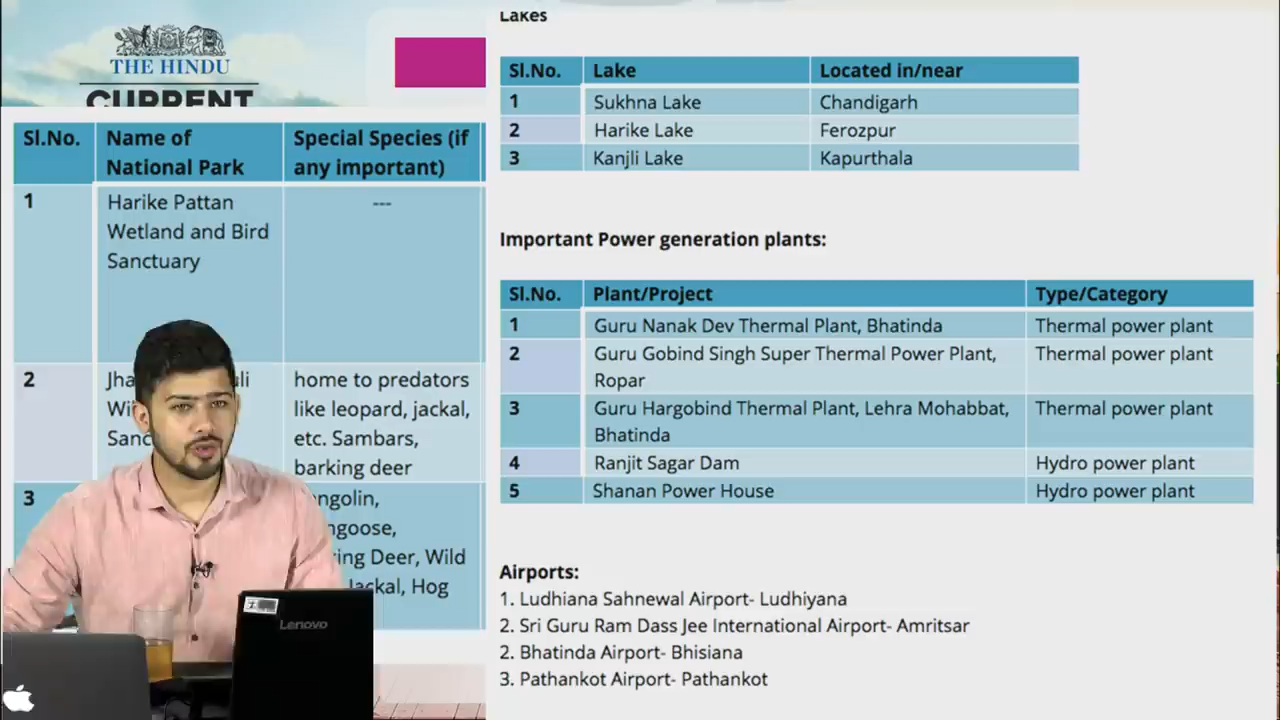 THE HINDU
CURRENT
Sl.No. Name of National Park Special Species (if any important)
1 Harike Pattan Wetland and Bird Sanctuary ---
2 home to predators like leopard, jackal, etc. Sambars, barking deer
3 Deer, Wild Jackal, Hog
Lakes
Sl.No. Lake Located in/near
1 Sukhna Lake Chandigarh
2 Harike Lake Ferozpur
3 Kanjli Lake Kapurthala
Important Power generation plants:
Sl.No. Plant/Project Type/Category
1 Guru Nanak Dev Thermal Plant, Bhatinda Thermal power plant
2 Guru Gobind Singh Super Thermal Power Plant, Ropar Thermal power plant
3 Guru Hargobind Thermal Plant, Lehra Mohabbat, Bhatinda Thermal power plant
4 Ranjit Sagar Dam Hydro power plant
5 Shanan Power House Hydro power plant
Airports:
1. Ludhiana Sahnewal Airport- Ludhiyana
2. Sri Guru Ram Dass Jee International Airport- Amritsar
2. Bhatinda Airport- Bhisiana
3. Pathankot Airport- Pathankot
Lenovo